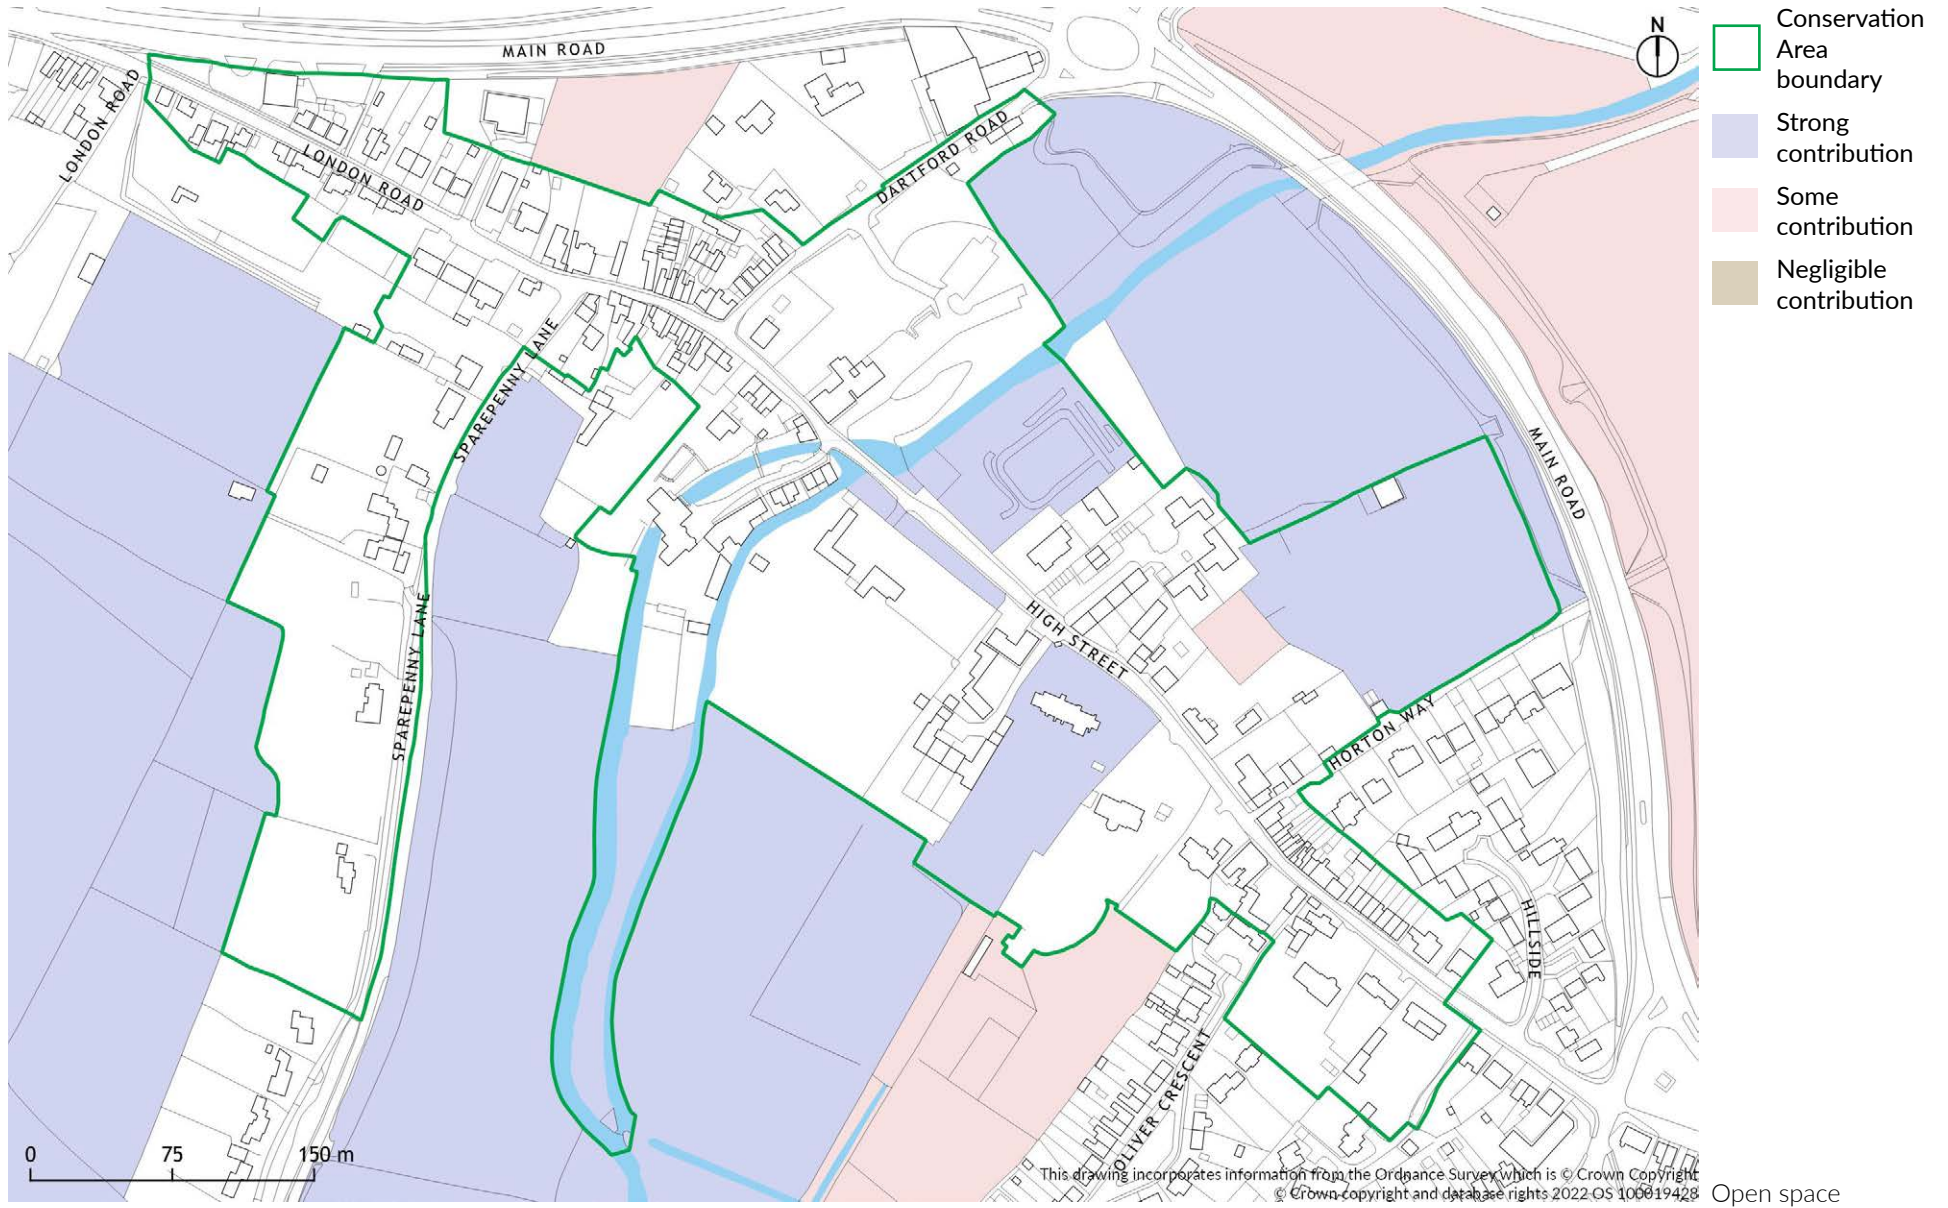 MAIN ROAD
N
LONDON ROAD
LONDON ROAD
DARTFORD ROAD
SPAREPENNY LANE
MAIN ROAD
SPAREPENNY LANE
HIGH STREET
HORTON WAY
HILLSIDE
OLIVER CRESCENT
0 75 150 m
This drawing incorporates information from the Ordnance Survey which is © Crown Copyright
© Crown copyright and database rights 2022 OS 100019428
Conservation
Area
boundary
Strong
contribution
Some
contribution
Negligible
contribution
Open space